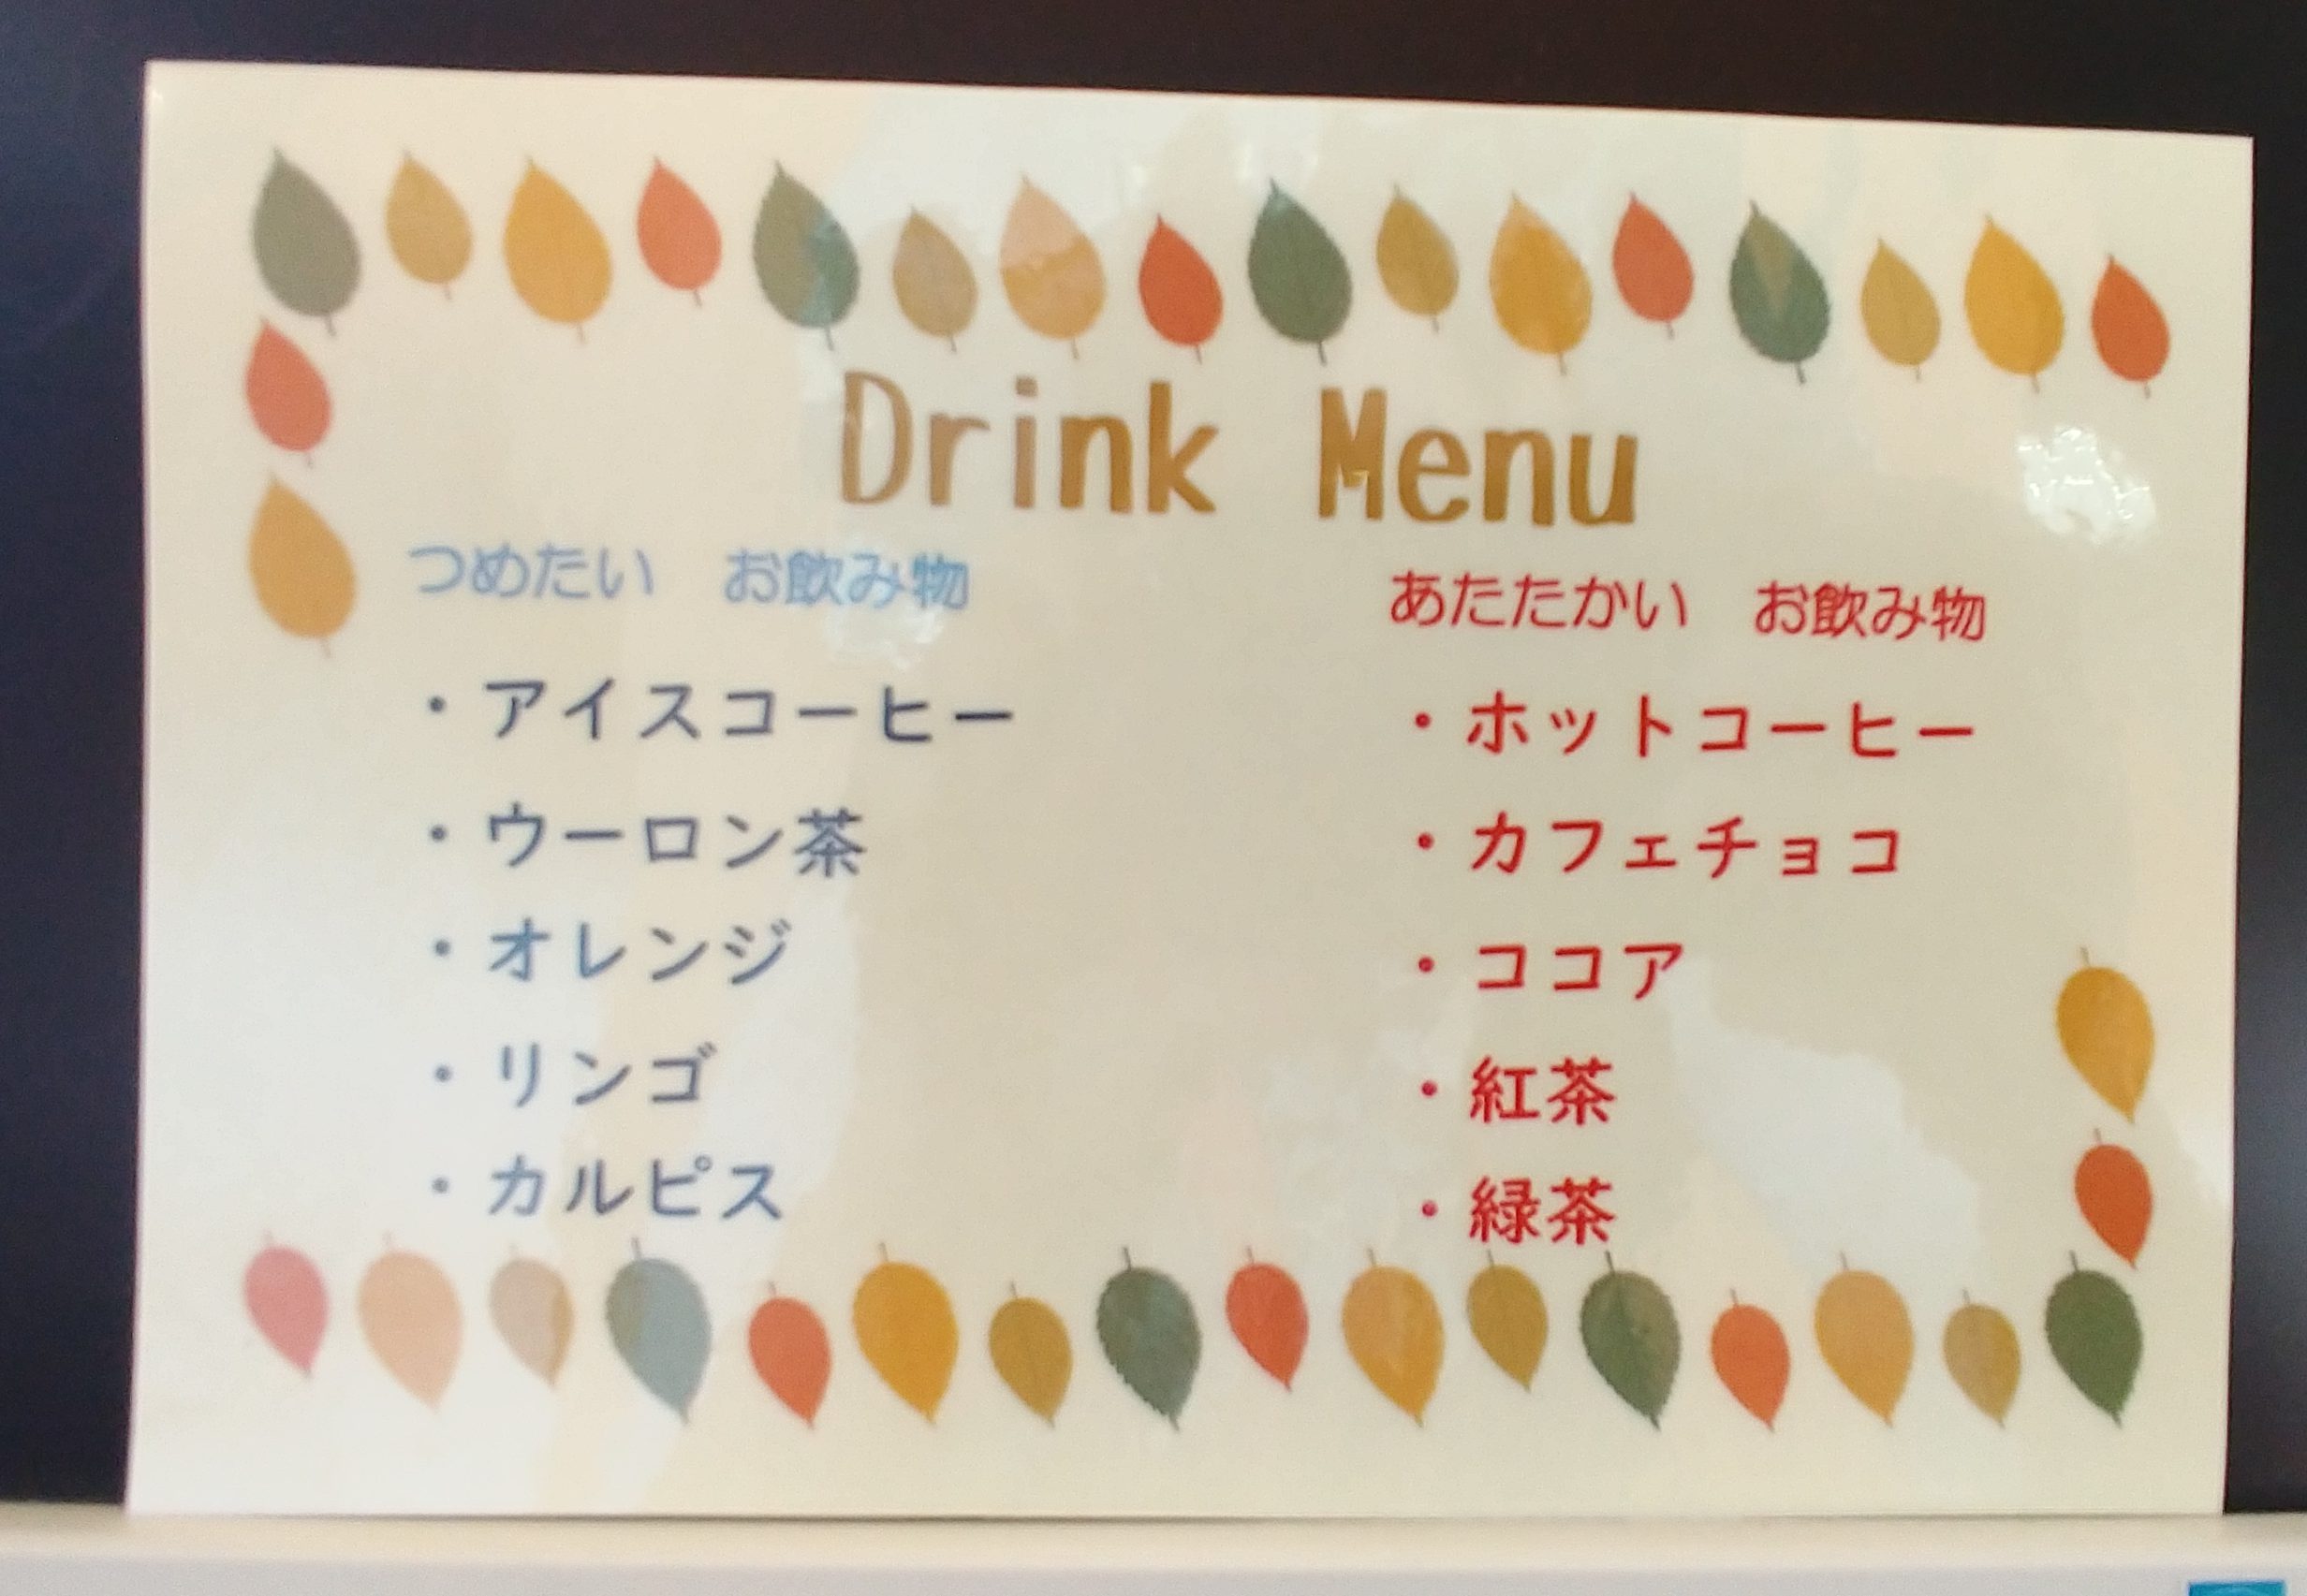 Drink Menu
つめたい　お飲み物
・アイスコーヒー
・ウーロン茶
・オレンジ
・リンゴ
・カルピス
あたたかい　お飲み物
・ホットコーヒー
・カフェチョコ
・ココア
・紅茶
・緑茶